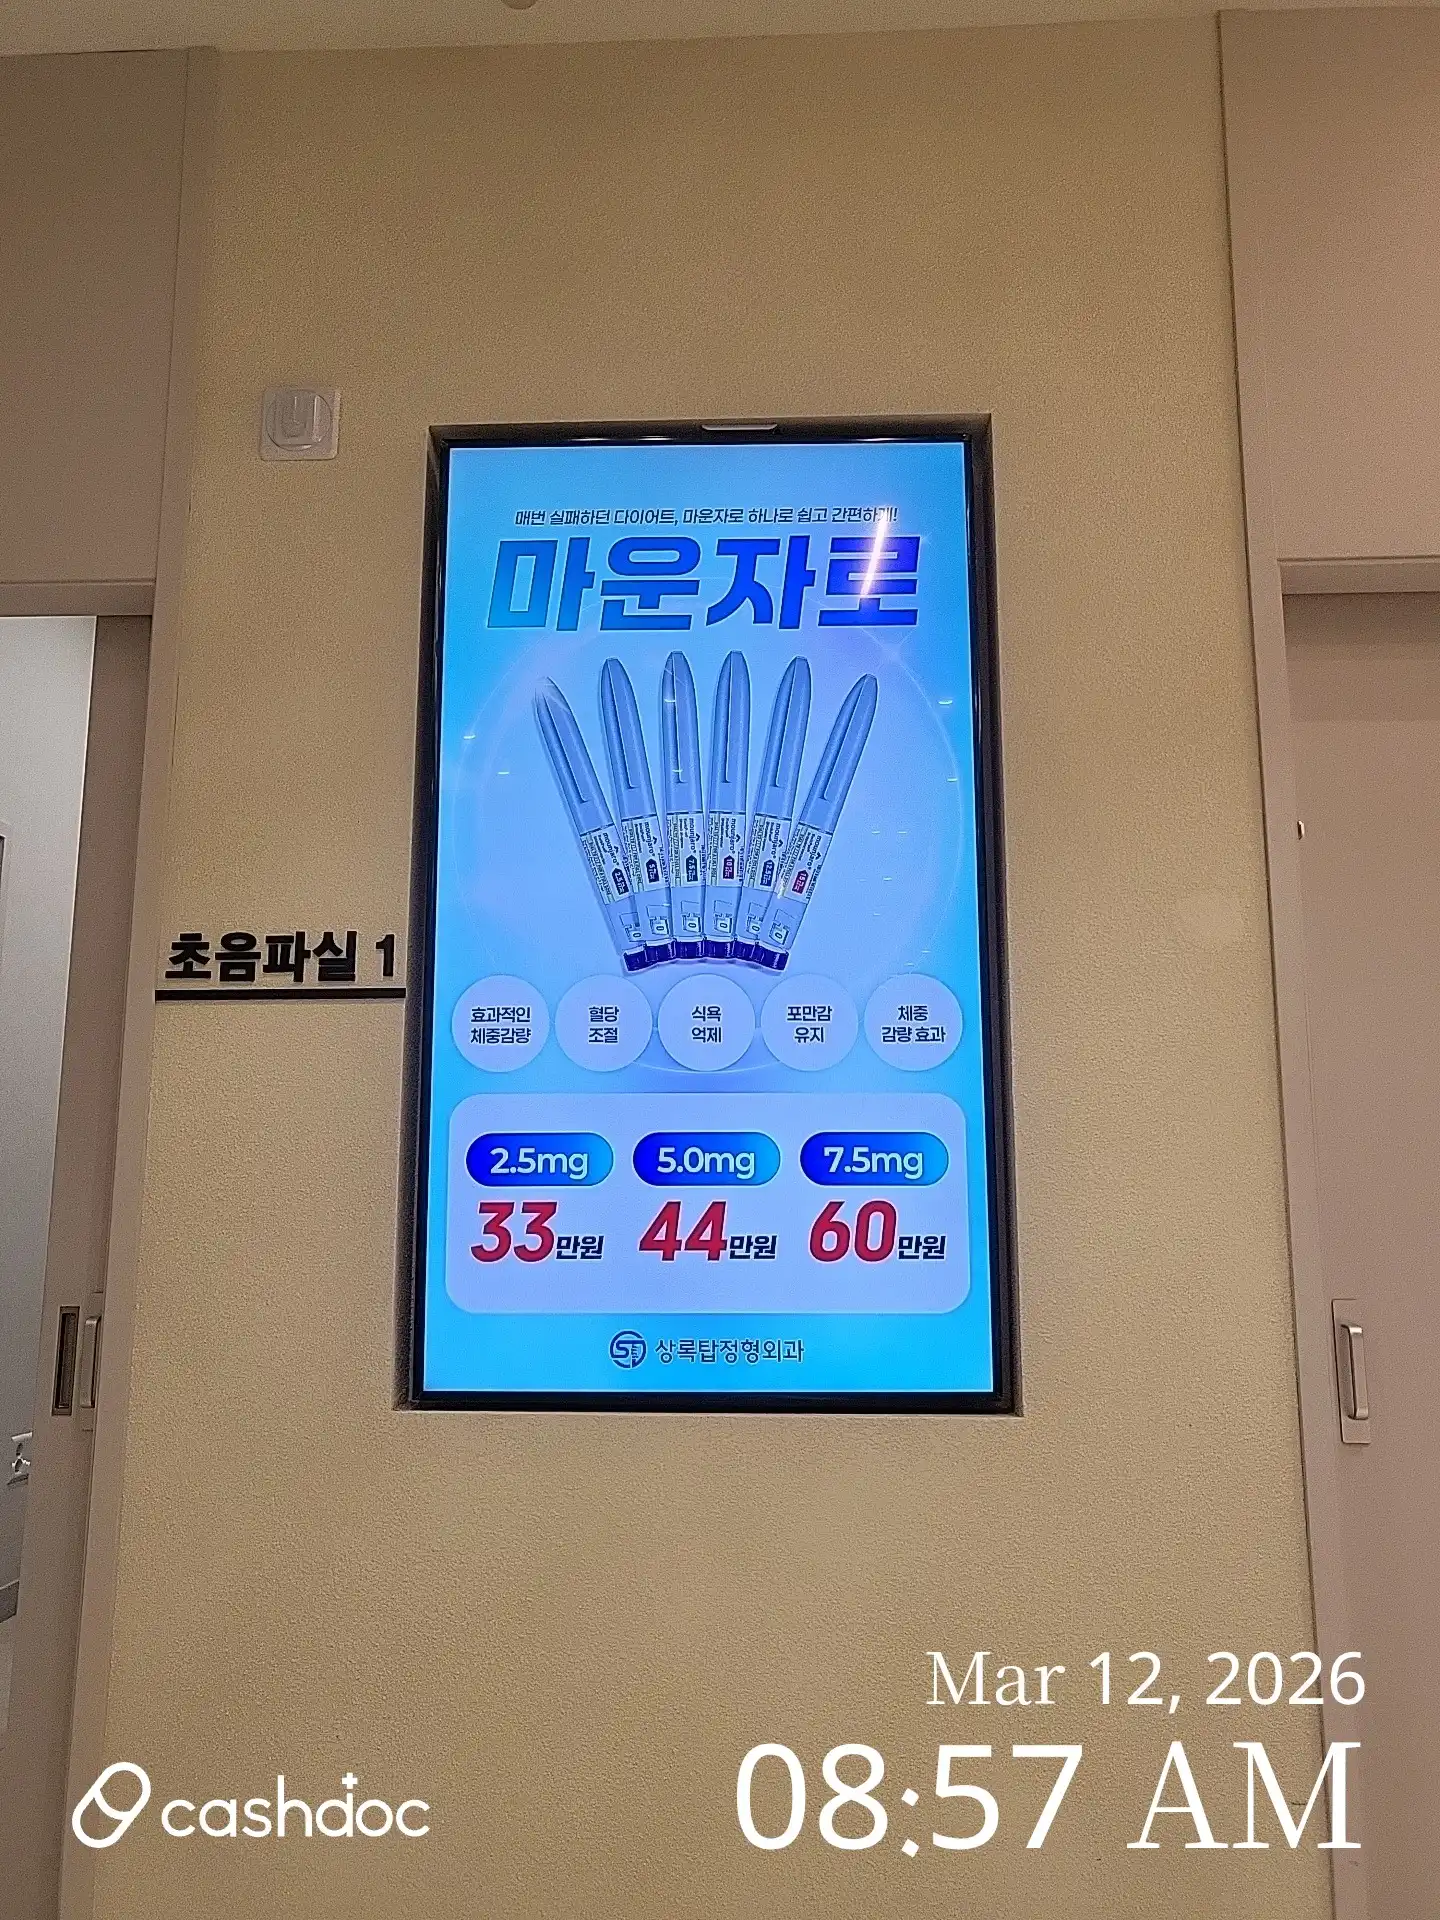 매번 실패하던 다이어트, 마운자로 하나로 쉽고 간편하게!
마운자로
초음파실 1
효과적인
체중감량
혈당
조절
식욕
억제
포만감
유지
체중
감량 효과
2.5mg 5.0mg 7.5mg
33만원 44만원 60만원
상록탑정형외과
Mar 12, 2026
08:57 AM
cashdoc